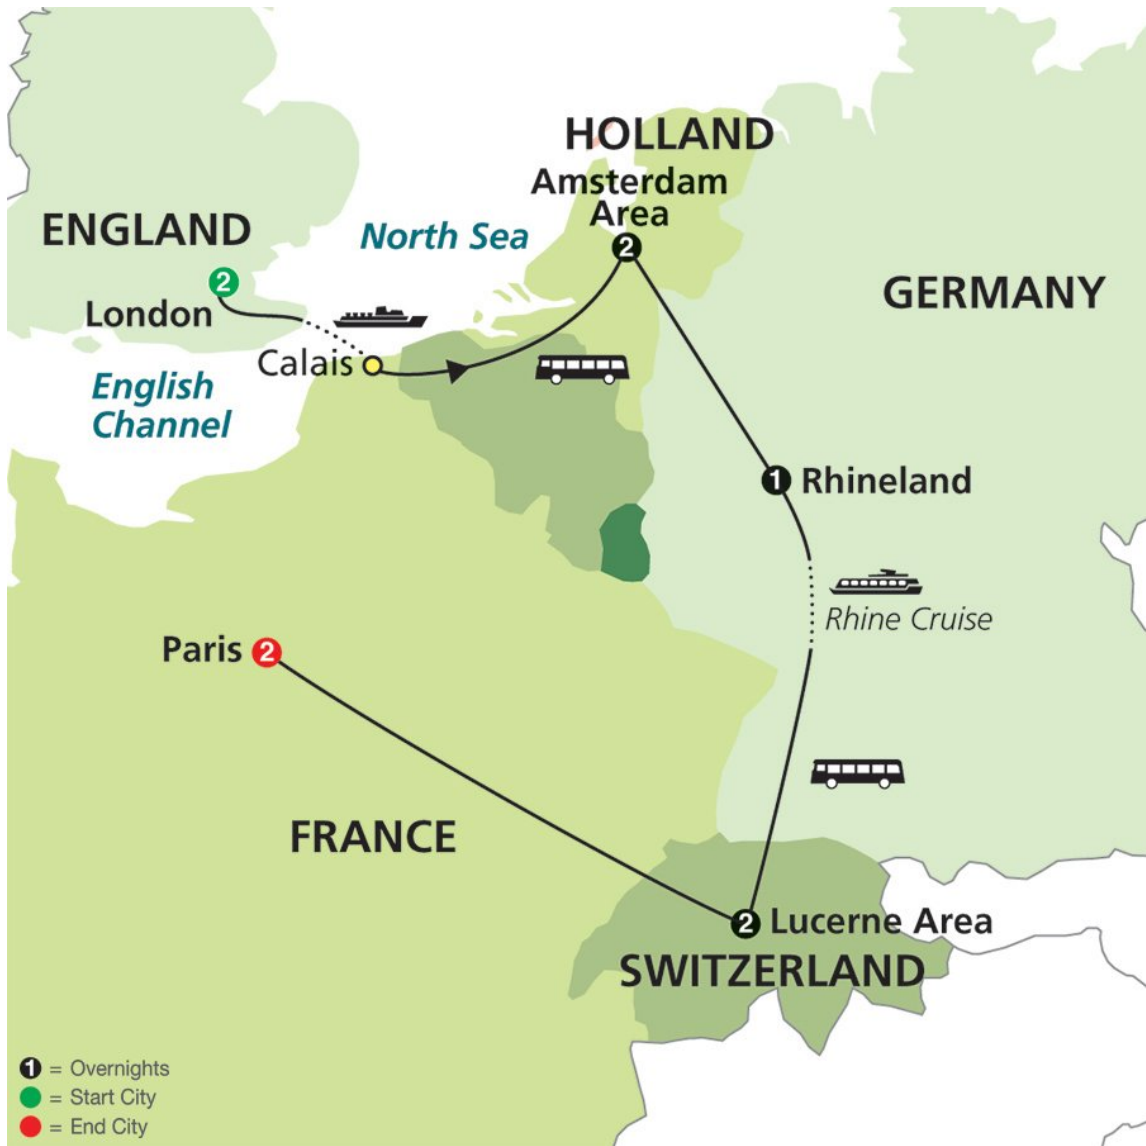 HOLLAND
Amsterdam
Area
2
ENGLAND
North Sea
2
London
GERMANY
Calais
English
Channel
1 Rhineland
Rhine Cruise
Paris 2
FRANCE
2 Lucerne Area
SWITZERLAND
1 = Overnights
= Start City
= End City